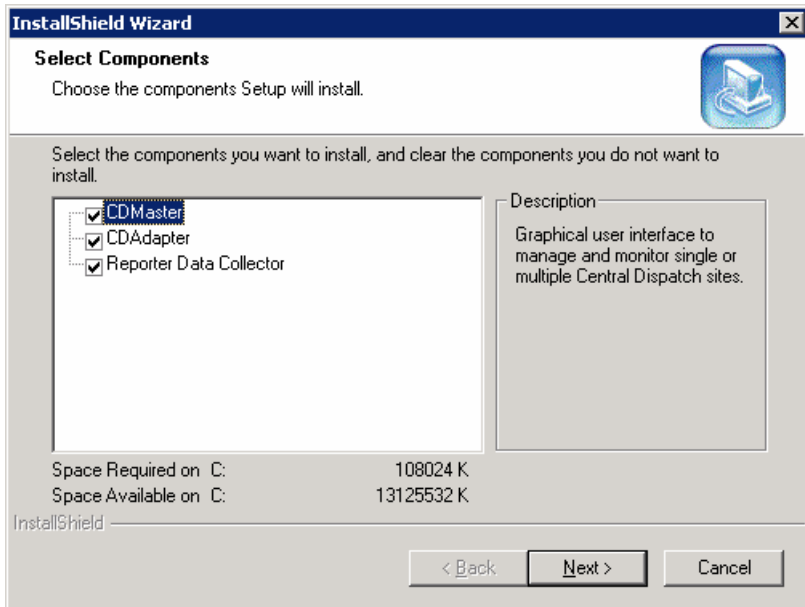 InstallShield Wizard
Select Components
Choose the components Setup will install.
Select the components you want to install, and clear the components you do not want to
install.
CDMaster
CDAdapter
Reporter Data Collector
Description
Graphical user interface to
manage and monitor single or
multiple Central Dispatch sites.
Space Required on C: 108024 K
Space Available on C: 13125532 K
InstallShield
< Back Next > Cancel